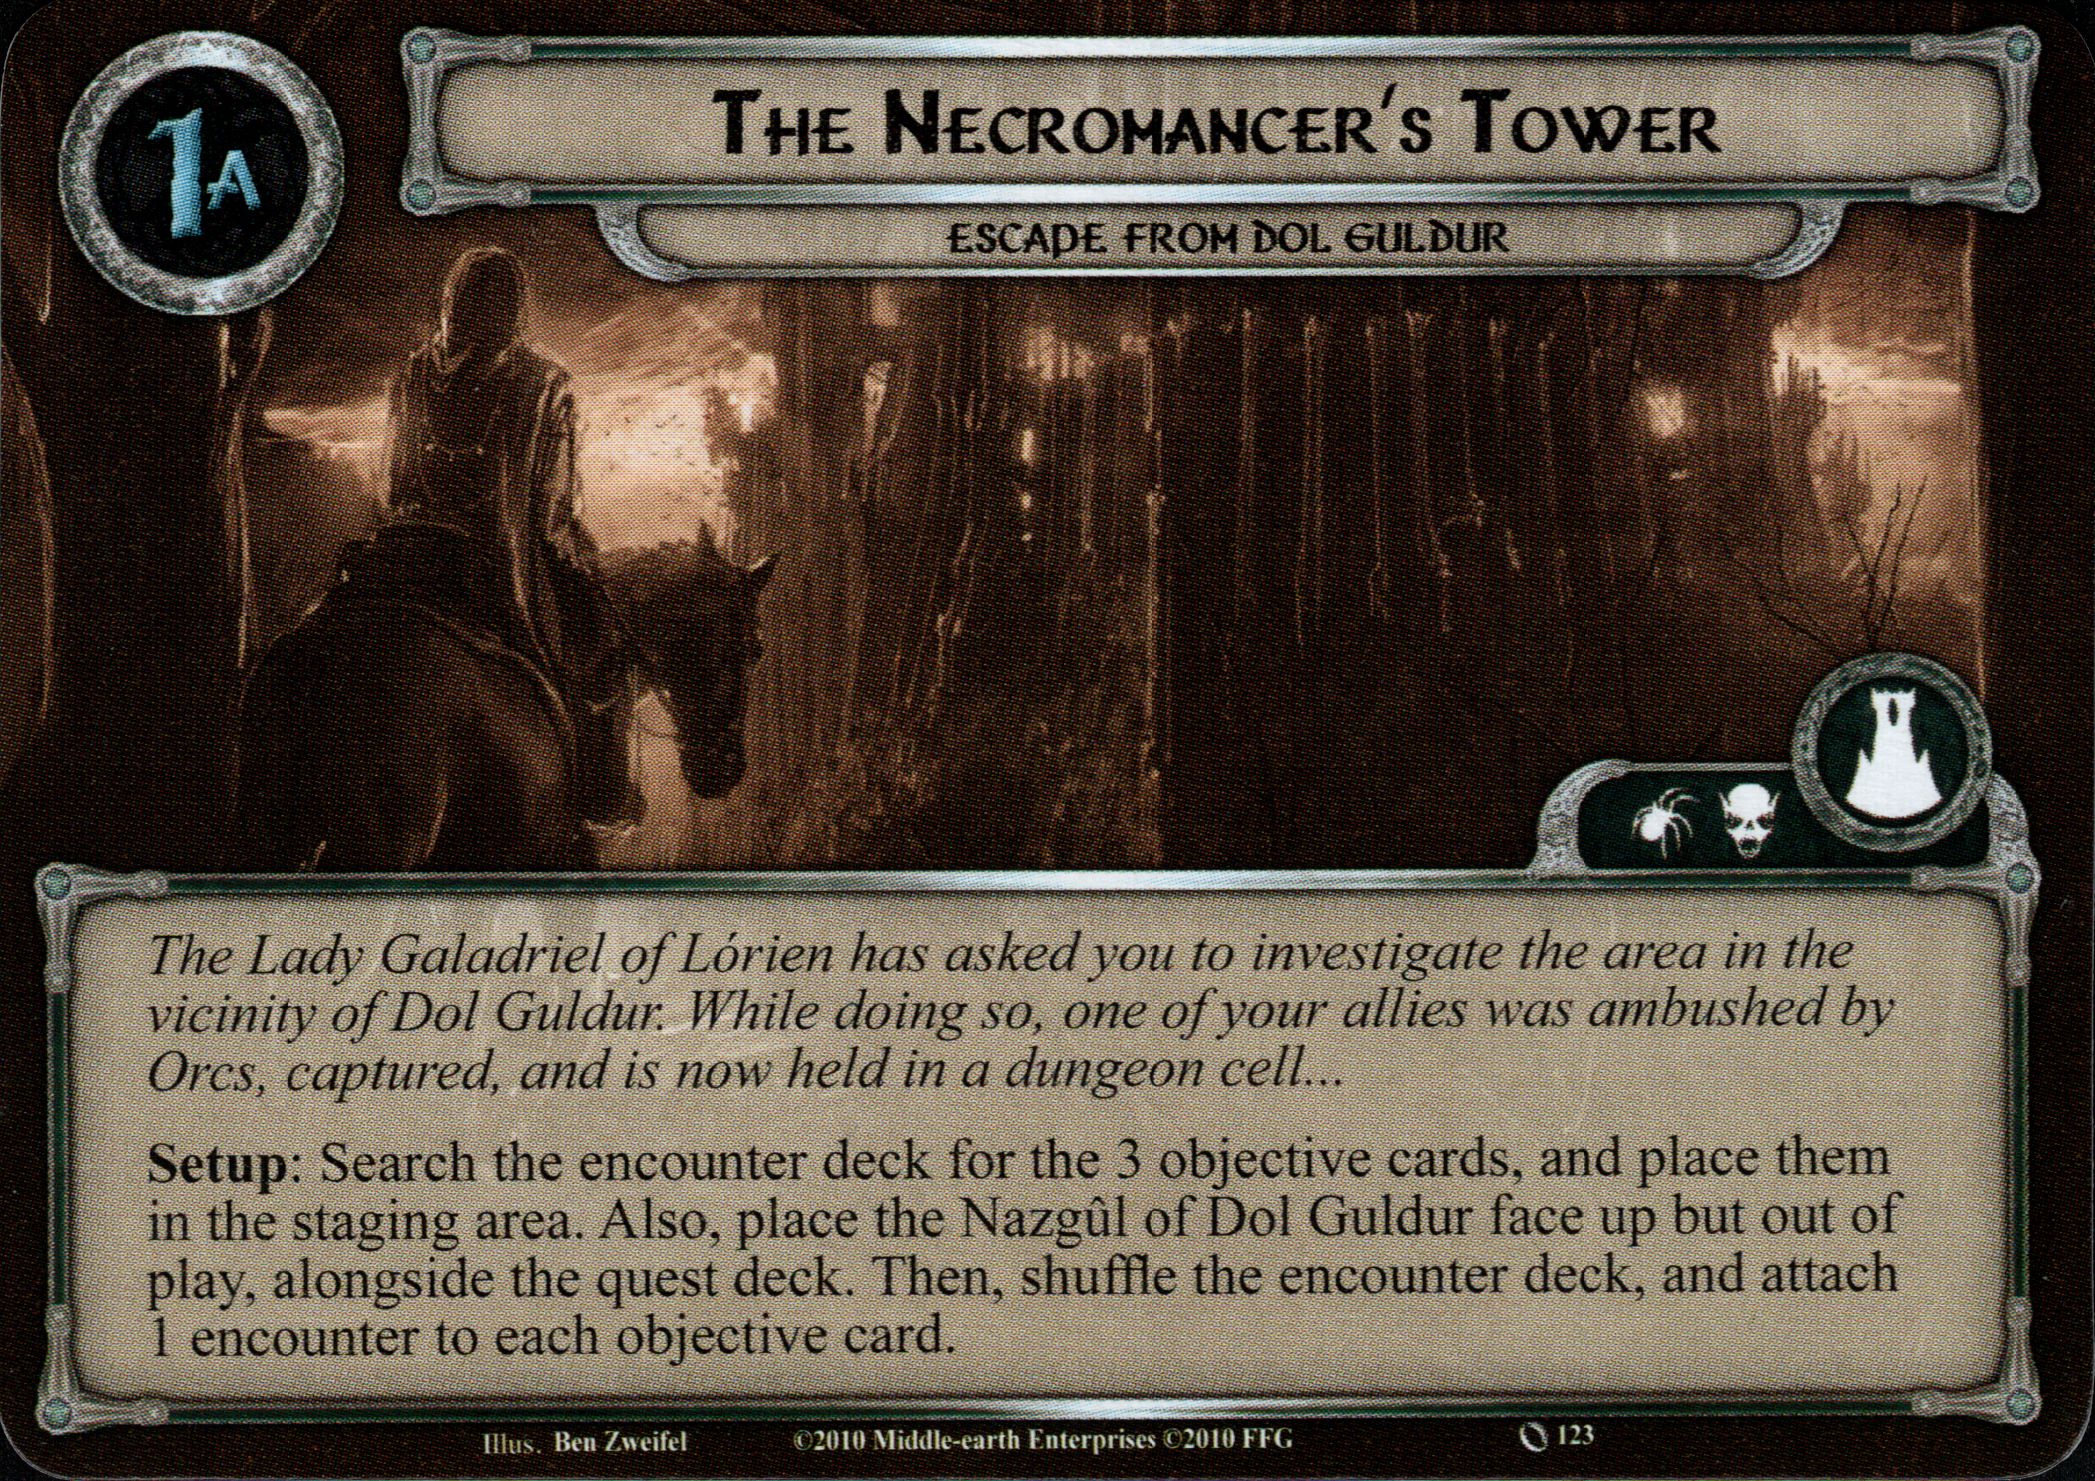 1A
THE NECROMANCER'S TOWER
ESCAPE FROM DOL GULDUR
The Lady Galadriel of Lórien has asked you to investigate the area in the
vicinity of Dol Guldur. While doing so, one of your allies was ambushed by
Orcs, captured, and is now held in a dungeon cell...
Setup: Search the encounter deck for the 3 objective cards, and place them
in the staging area. Also, place the Nazgûl of Dol Guldur face up but out of
play, alongside the quest deck. Then, shuffle the encounter deck, and attach
1 encounter to each objective card.
Illus. Ben Zweifel ©2010 Middle-earth Enterprises ©2010 FFG 123